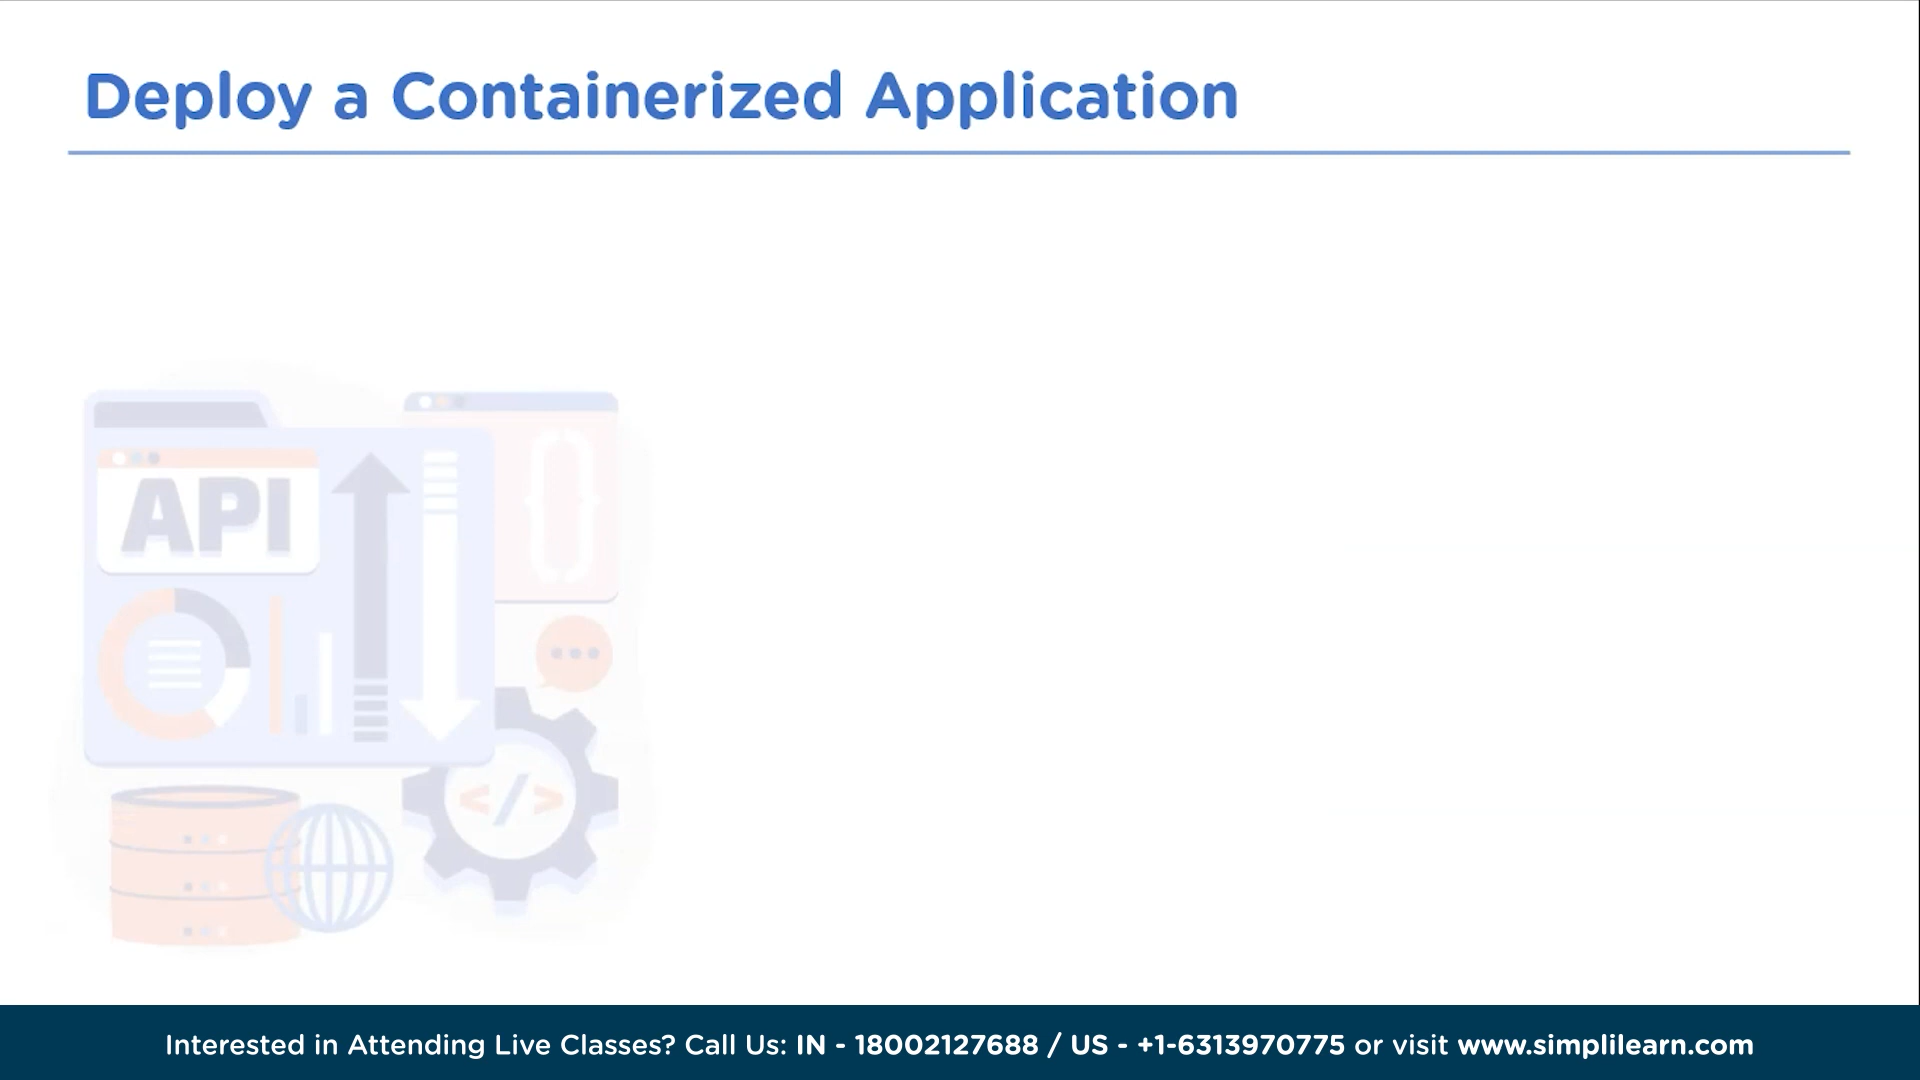 Deploy a Containerized Application
API
{}
</>
Interested in Attending Live Classes? Call Us: IN - 18002127688 / US - +1-6313970775 or visit www.simplilearn.com